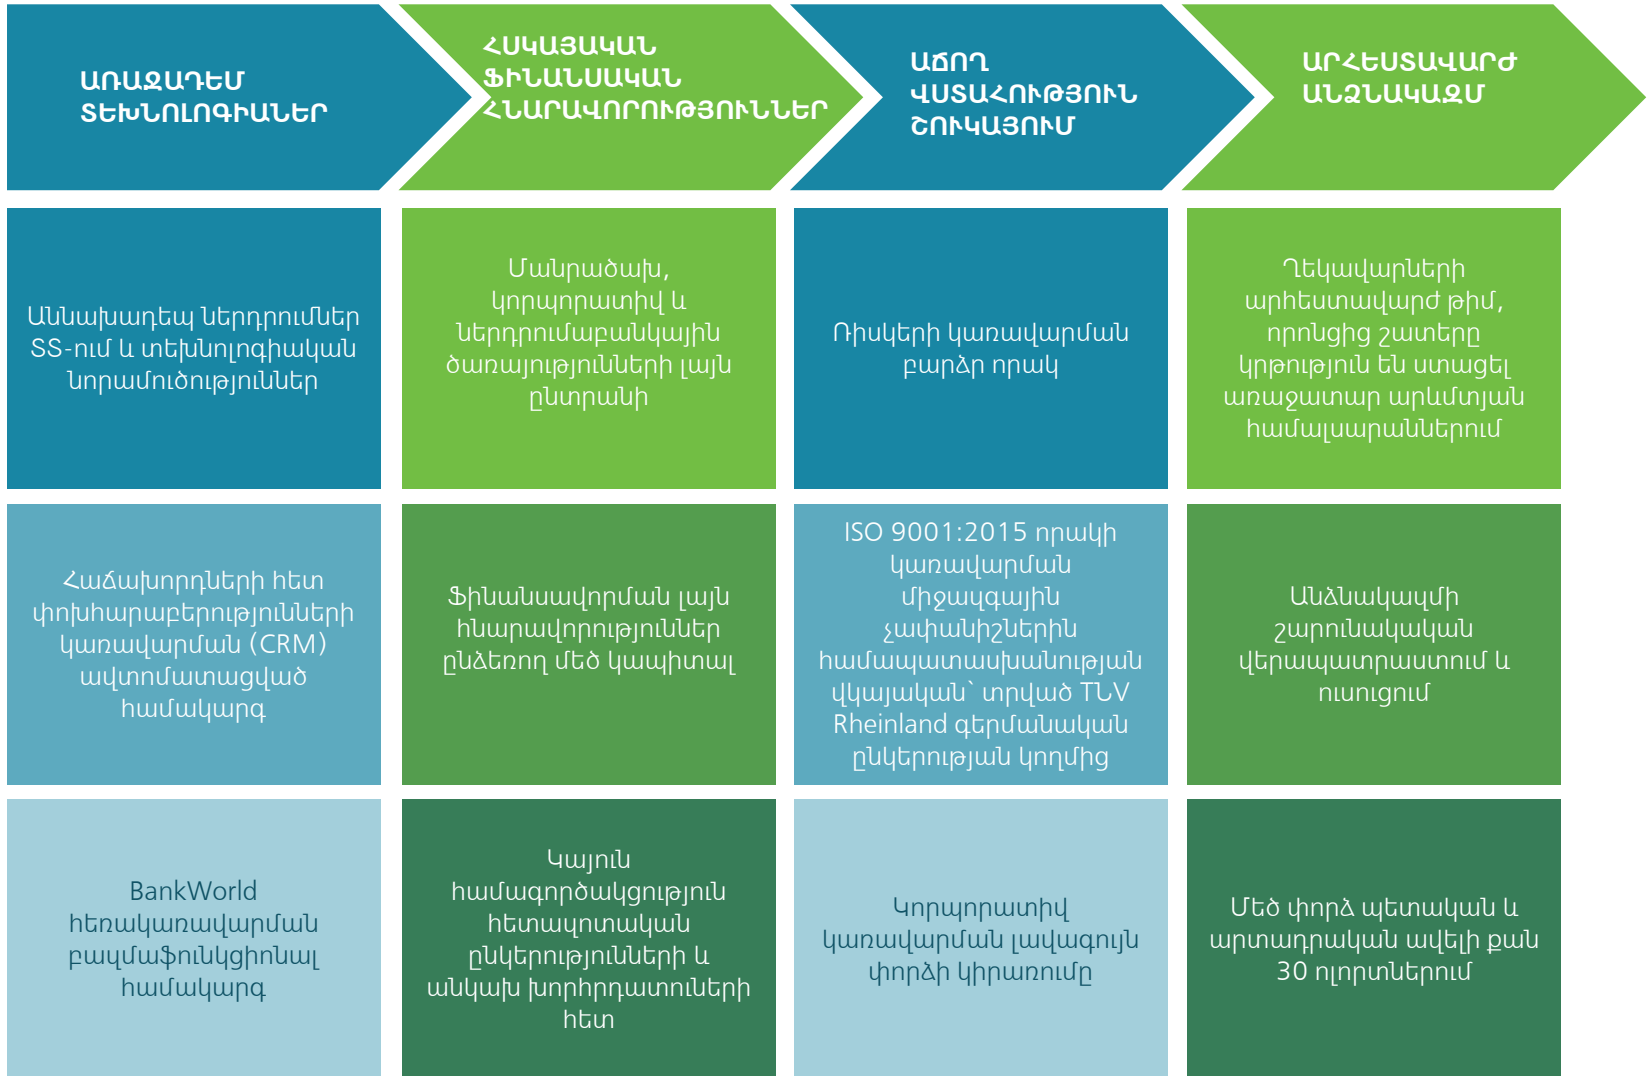 ԱՌԱՋԱԴԵՄ
ՏԵԽՆՈԼՈԳԻԱՆԵՐ
ՀՍԿԱՅԱԿԱՆ
ՖԻՆԱՆՍԱԿԱՆ
ՀՆԱՐԱՎՈՐՈՒԹՅՈՒՆՆԵՐ
ԱՃՈՂ
ՎՍՏԱՀՈՒԹՅՈՒՆ
ՇՈՒԿԱՅՈՒՄ
ԱՐՀԵՍՏԱՎԱՐԺ
ԱՆՁՆԱԿԱԶՄ
Աննախադեպ ներդրումներ
ՏՏ-ում և տեխնոլոգիական
նորամուծություններ
Մանրածախ,
կորպորատիվ և
ներդրումաբանկային
ծառայությունների լայն
ընտրանի
Ռիսկերի կառավարման
բարձր որակ
Ղեկավարների
արհեստավարժ թիմ,
որոնցից շատերը
կրթություն են ստացել
առաջատար արևմտյան
համալսարաններում
Հաճախորդների հետ
փոխհարաբերությունների
կառավարման (CRM)
ավտոմատացված
համակարգ
Ֆինանսավորման լայն
հնարավորություններ
ընձեռող մեծ կապիտալ
ISO 9001:2015 որակի
կառավարման
միջազգային
չափանիշներին
համապատասխանության
վկայական՝ տրված TՆV
Rheinland գերմանական
ընկերության կողմից
Անձնակազմի
շարունակական
վերապատրաստում և
ուսուցում
BankWorld
հեռակառավարման
բազմաֆունկցիոնալ
համակարգ
Կայուն
համագործակցություն
հետազոտական
ընկերությունների և
անկախ խորհրդատուների
հետ
Կորպորատիվ
կառավարման լավագույն
փորձի կիրառումը
Մեծ փորձ պետական և
արտադրական ավելի քան
30 ոլորտներում